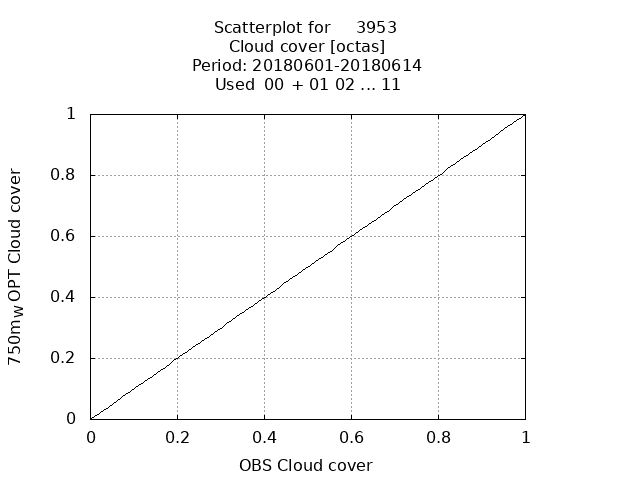 Scatterplot for 3953
Cloud cover [octas]
Period: 20180601-20180614
Used 00 + 01 02 ... 11
1
0.8
0.6
0.4
0.2
0
750mW OPT Cloud cover
0 0.2 0.4 0.6 0.8 1
OBS Cloud cover